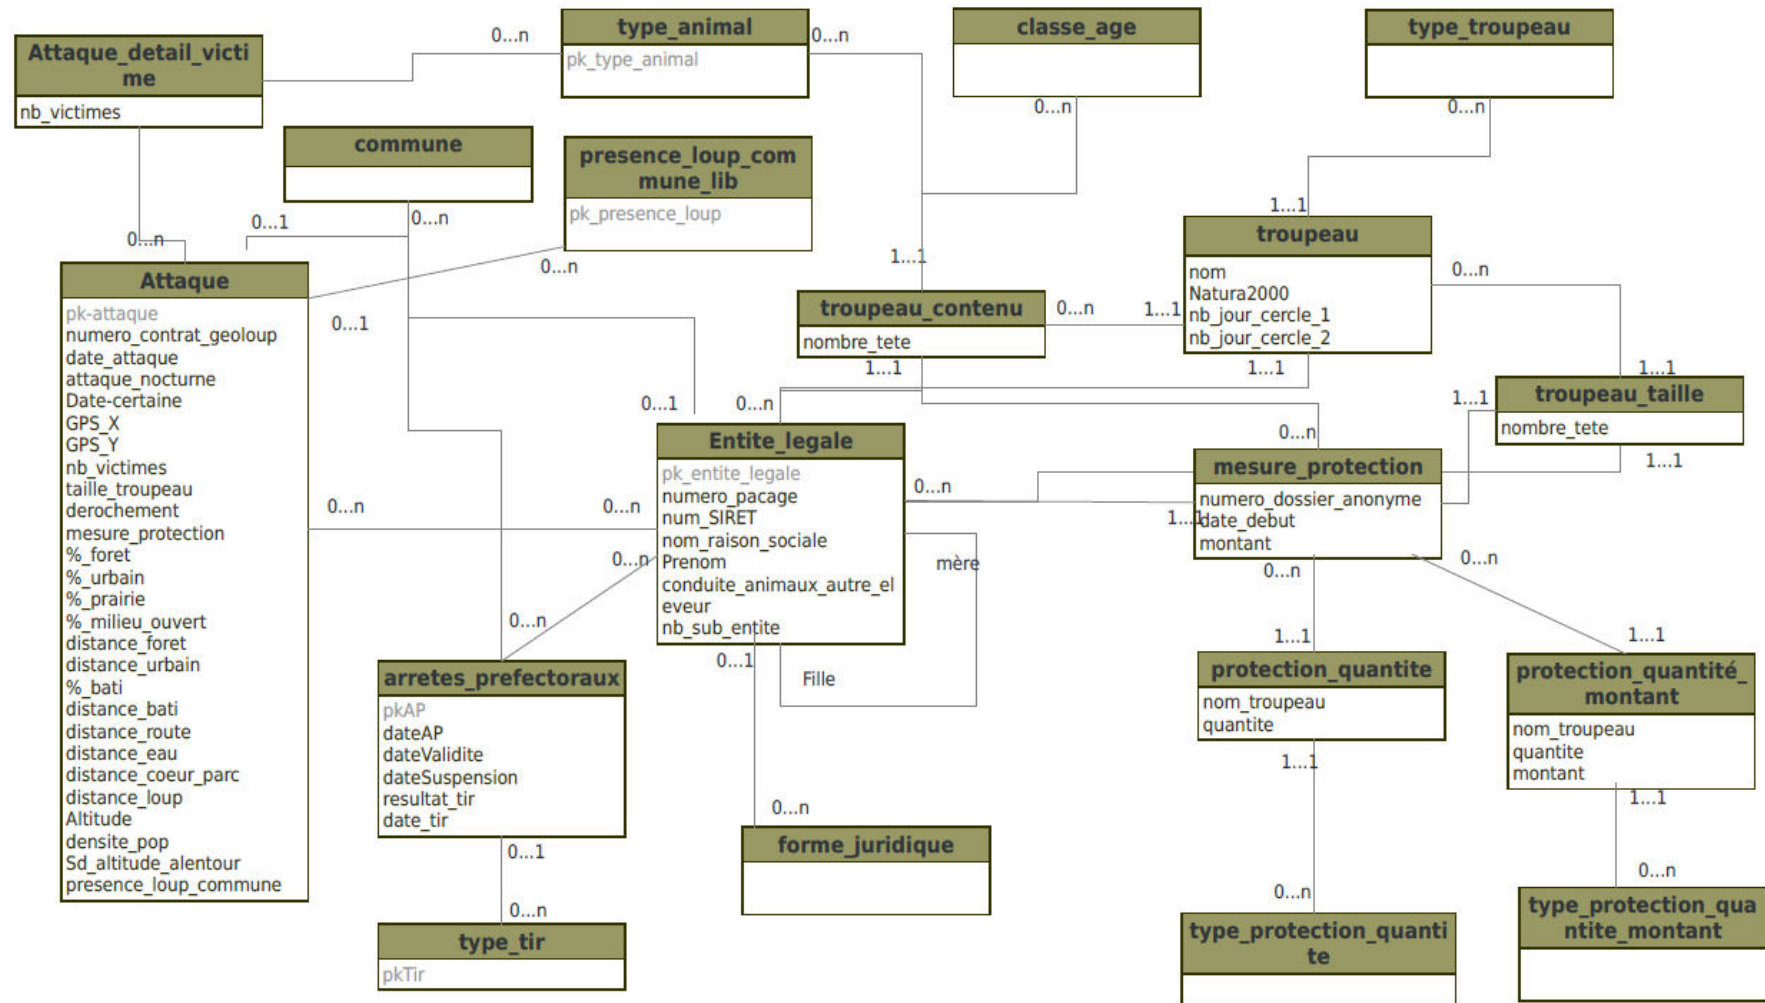 Attaque_detail_victi
me
nb_victimes
0...n
type_animal
pk_type_animal
0...n
classe_age
0...n
type_troupeau
0...n
commune
0...1
0...n
presence_loup_com
mune_lib
pk_presence_loup
0...n
0...n
0...1
Attaque
pk-attaque
numero_contrat_geoloup
date_attaque
attaque_nocturne
Date-certaine
GPS_X
GPS_Y
nb_victimes
taille_troupeau
derochement
mesure_protection
%_foret
%_urbain
%_prairie
%_milieu_ouvert
distance_foret
distance_urbain
%_bati
distance_bati
distance_route
distance_eau
distance_coeur_parc
distance_loup
Altitude
densite_pop
Sd_altitude_alentour
presence_loup_commune
1...1
troupeau_contenu
nombre_tete
0...n
1...1
1...1
1...1
troupeau
nom
Natura2000
nb_jour_cercle_1
nb_jour_cercle_2
1...1
0...n
1...1
1...1
troupeau_taille
nombre_tete
1...1
0...1
0...n
Entite_legale
pk_entite_legale
numero_pacage
num_SIRET
nom_raison_sociale
Prenom
conduite_animaux_autre_el
eveur
nb_sub_entite
0...n
0...n
0...n
0...n
mère
0...1
Fille
0...n
0...n
mesure_protection
numero_dossier_anonyme
1...1
date_debut
montant
0...n
0...n
arretes_prefectoraux
pkAP
dateAP
dateValidite
dateSuspension
resultat_tir
date_tir
0...1
0...n
type_tir
pkTir
0...n
forme_juridique
1...1
protection_quantite
nom_troupeau
quantite
1...1
0...n
type_protection_quanti
te
1...1
protection_quantité_
montant
nom_troupeau
quantite
montant
1...1
0...n
type_protection_qua
ntite_montant